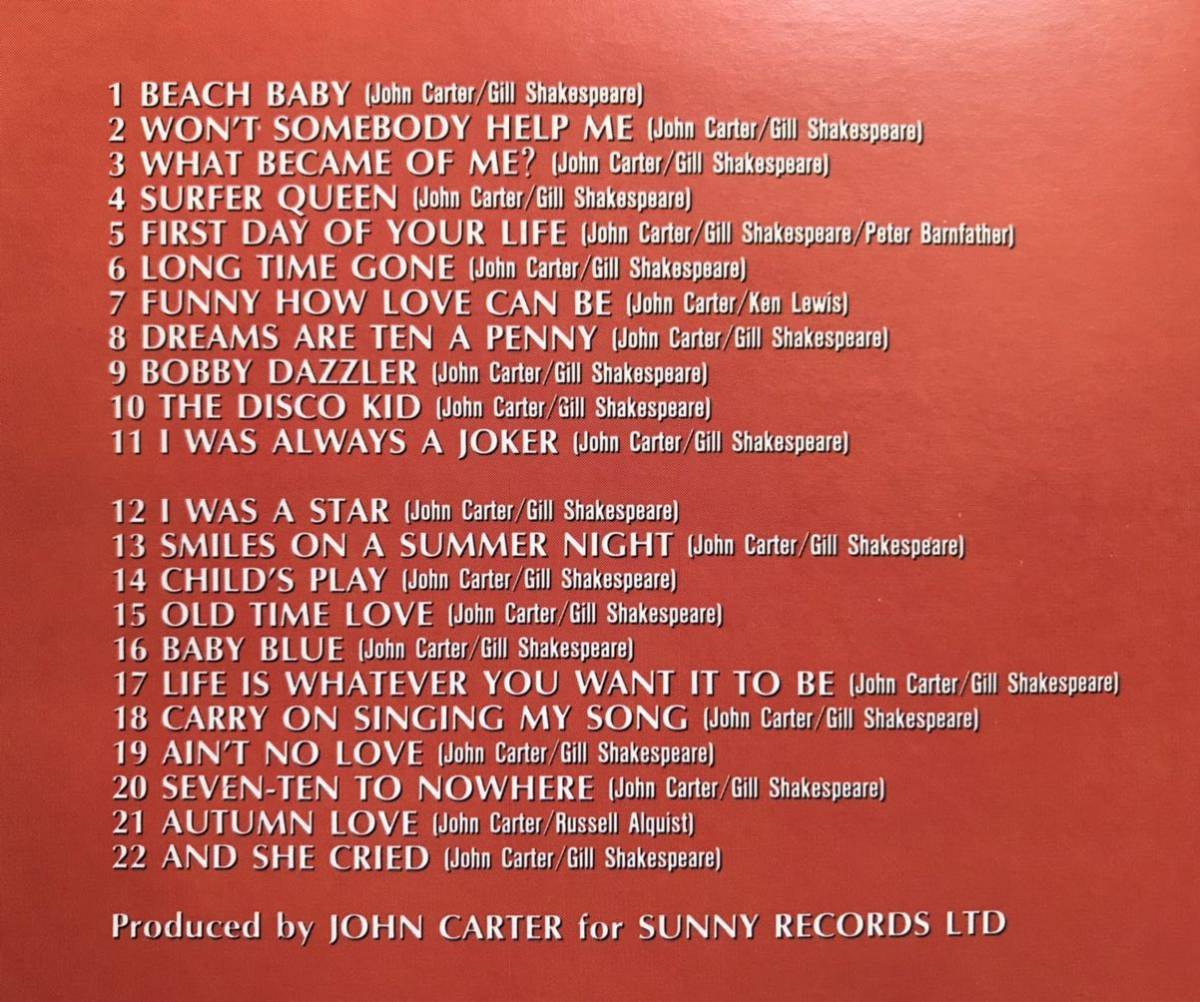 1 BEACH BABY (John Carter/Gill Shakespeare)
2 WON'T SOMEBODY HELP ME (John Carter/Gill Shakespeare)
3 WHAT BECAME OF ME? (John Carter/Gill Shakespeare)
4 SURFER QUEEN (John Carter/Gill Shakespeare)
5 FIRST DAY OF YOUR LIFE (John Carter/Gill Shakespeare/Peter Barnfather)
6 LONG TIME GONE (John Carter/Gill Shakespeare)
7 FUNNY HOW LOVE CAN BE (John Carter/Ken Lewis)
8 DREAMS ARE TEN A PENNY (John Carter/Gill Shakespeare)
9 BOBBY DAZZLER (John Carter/Gill Shakespeare)
10 THE DISCO KID (John Carter/Gill Shakespeare)
11 I WAS ALWAYS A JOKER (John Carter/Gill Shakespeare)
12 I WAS A STAR (John Carter/Gill Shakespeare)
13 SMILES ON A SUMMER NIGHT (John Carter/Gill Shakespeare)
14 CHILD'S PLAY (John Carter/Gill Shakespeare)
15 OLD TIME LOVE (John Carter/Gill Shakespeare)
16 BABY BLUE (John Carter/Gill Shakespeare)
17 LIFE IS WHATEVER YOU WANT IT TO BE (John Carter/Gill Shakespeare)
18 CARRY ON SINGING MY SONG (John Carter/Gill Shakespeare)
19 AIN'T NO LOVE (John Carter/Gill Shakespeare)
20 SEVEN-TEN TO NOWHERE (John Carter/Gill Shakespeare)
21 AUTUMN LOVE (John Carter/Russell Alquist)
22 AND SHE CRIED (John Carter/Gill Shakespeare)
Produced by JOHN CARTER for SUNNY RECORDS LTD